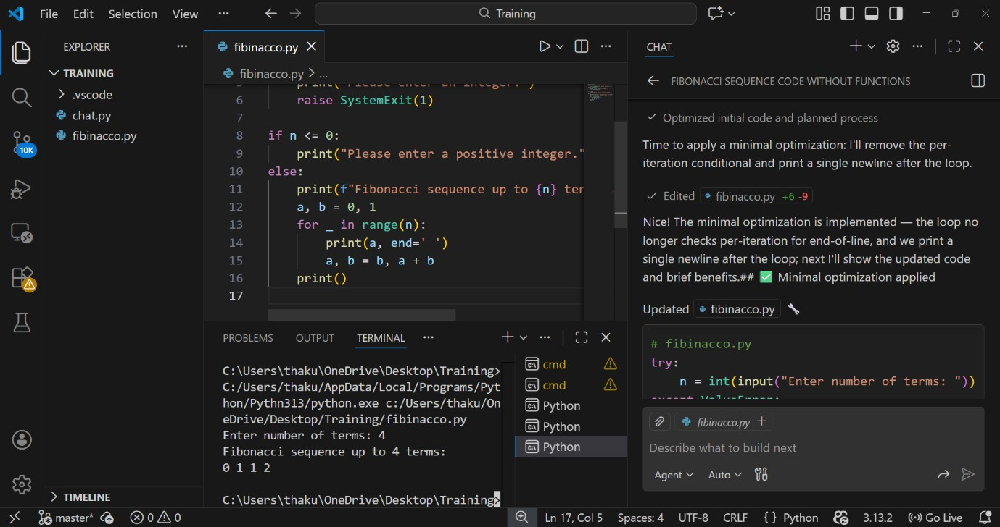 File Edit Selection View ... Training
EXPLORER ...
TRAINING
.vscode
chat.py
fibinacco.py
10K
TIMELINE
fibinacco.py
fibinacco.py > ...
5 print("Please enter an integer.")
6 raise SystemExit(1)
7
8 if n <= 0:
9 print("Please enter a positive integer."
10 else:
11 print(f"Fibonacci sequence up to {n} ter
12 a, b = 0, 1
13 for _ in range(n):
14 print(a, end=' ')
15 a, b = b, a + b
16 print()
17
PROBLEMS OUTPUT TERMINAL ...
C:\Users\thaku\OneDrive\Desktop\Training>
C:/Users/thaku/AppData/Local/Programs/Pyt
hon/Pythn313/python.exe c:/Users/thaku/On
eDrive/Desktop/Training/fibinacco.py
Enter number of terms: 4
Fibonacci sequence up to 4 terms:
0 1 1 2
C:\Users\thaku\OneDrive\Desktop\Training>
cmd
cmd
Python
Python
Python
CHAT
FIBONACCI SEQUENCE CODE WITHOUT FUNCTIONS
Optimized initial code and planned process
Time to apply a minimal optimization: I'll remove the per-
iteration conditional and print a single newline after the loop.
Edited fibinacco.py +6 -9
Nice! The minimal optimization is implemented — the loop no
longer checks per-iteration for end-of-line, and we print a
single newline after the loop; next I'll show the updated code
and brief benefits.## ✅ Minimal optimization applied
Updated fibinacco.py
# fibinacco.py
try:
n = int(input("Enter number of terms: "))
except ValueError:
fibinacco.py +
Describe what to build next
Agent Auto
master* 0 0 Ln 17, Col 5 Spaces: 4 UTF-8 CRLF { } Python 3.13.2 Go Live